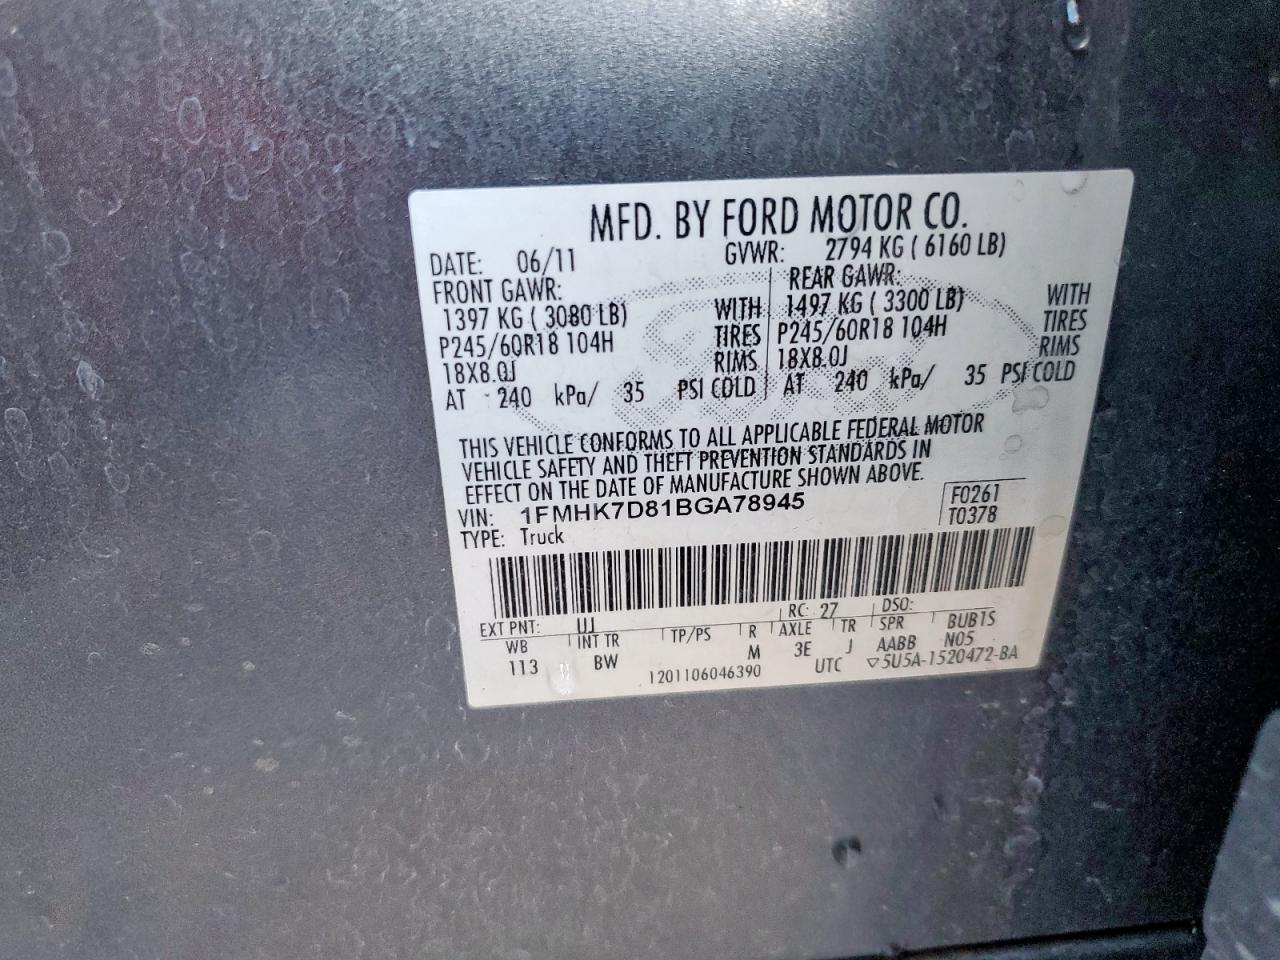 MFD. BY FORD MOTOR CO.
DATE: 06/11 GVWR: 2794 KG ( 6160 LB)
FRONT GAWR: REAR GAWR:
1397 KG ( 3080 LB) WITH 1497 KG ( 3300 LB) WITH
P245/60R18 104H TIRES P245/60R18 104H TIRES
18X8.0J RIMS 18X8.0J RIMS
AT 240 kPa/ 35 PSI COLD AT 240 kPa/ 35 PSI COLD
THIS VEHICLE CONFORMS TO ALL APPLICABLE FEDERAL MOTOR
VEHICLE SAFETY AND THEFT PREVENTION STANDARDS IN
EFFECT ON THE DATE OF MANUFACTURE SHOWN ABOVE.
VIN: 1FMHK7D81BGA78945 F0261
TYPE: Truck T0378
EXT PNT: UJ RC: 27 DSO:
WB INT TR TP/PS R AXLE TR SPR BUBTS
113 BW M 3E J AABB N05
1201106046390 UTC ▽5U5A-1520472-BA